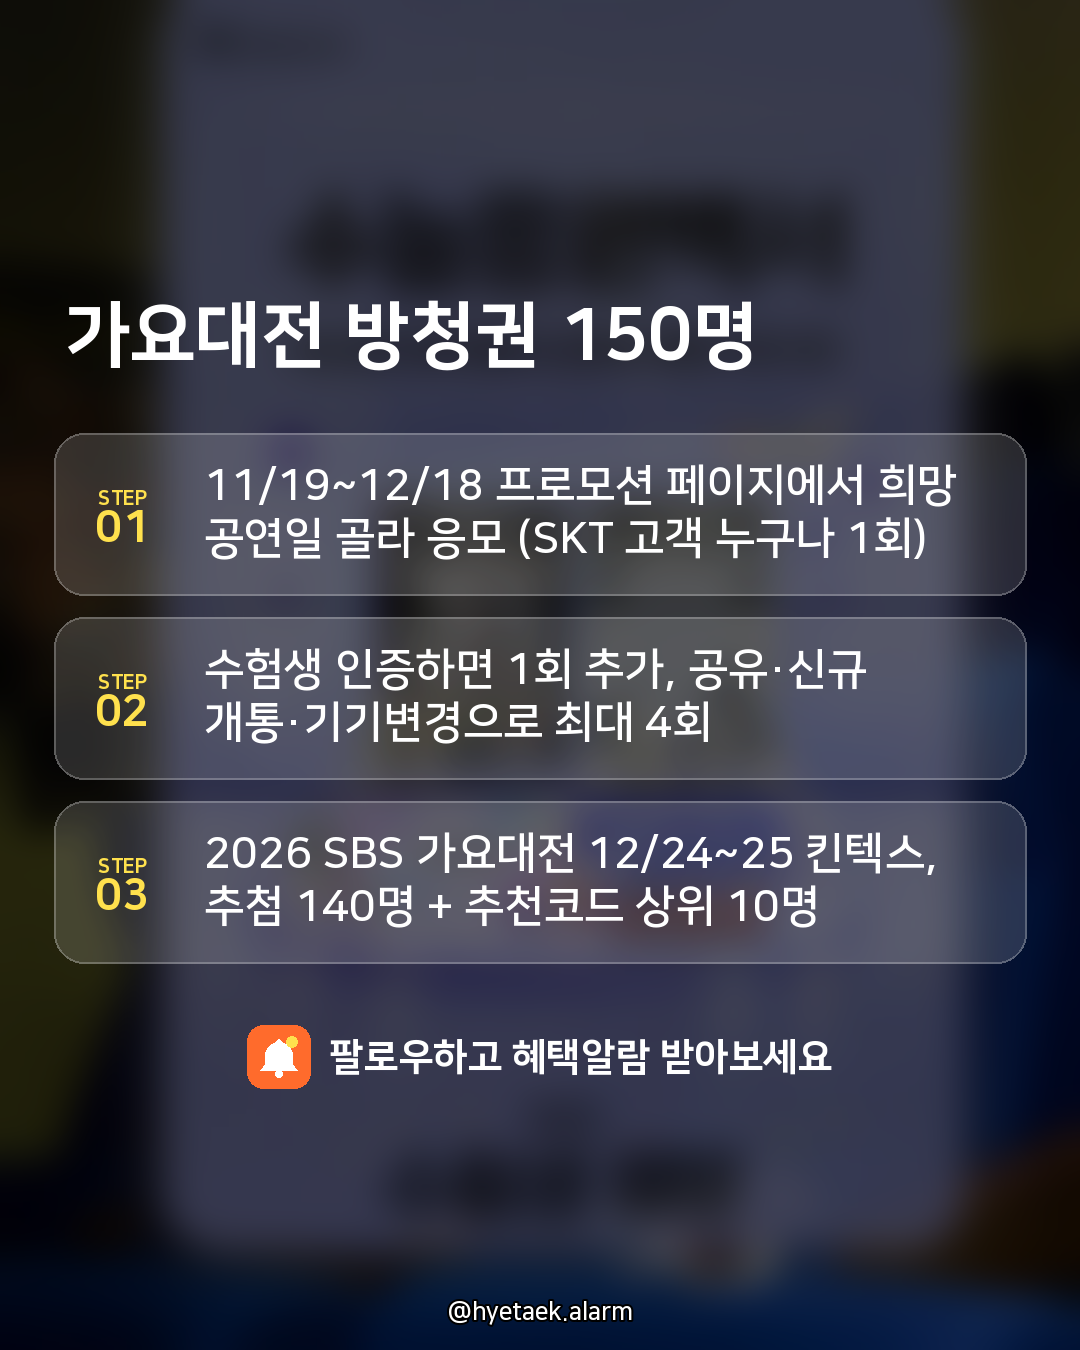 가요대전 방청권 150명
STEP
01
11/19~12/18 프로모션 페이지에서 희망
공연일 골라 응모 (SKT 고객 누구나 1회)
STEP
02
수험생 인증하면 1회 추가, 공유·신규
개통·기기변경으로 최대 4회
STEP
03
2026 SBS 가요대전 12/24~25 킨텍스,
추첨 140명 + 추천코드 상위 10명
팔로우하고 혜택알람 받아보세요
@hyetaek.alarm